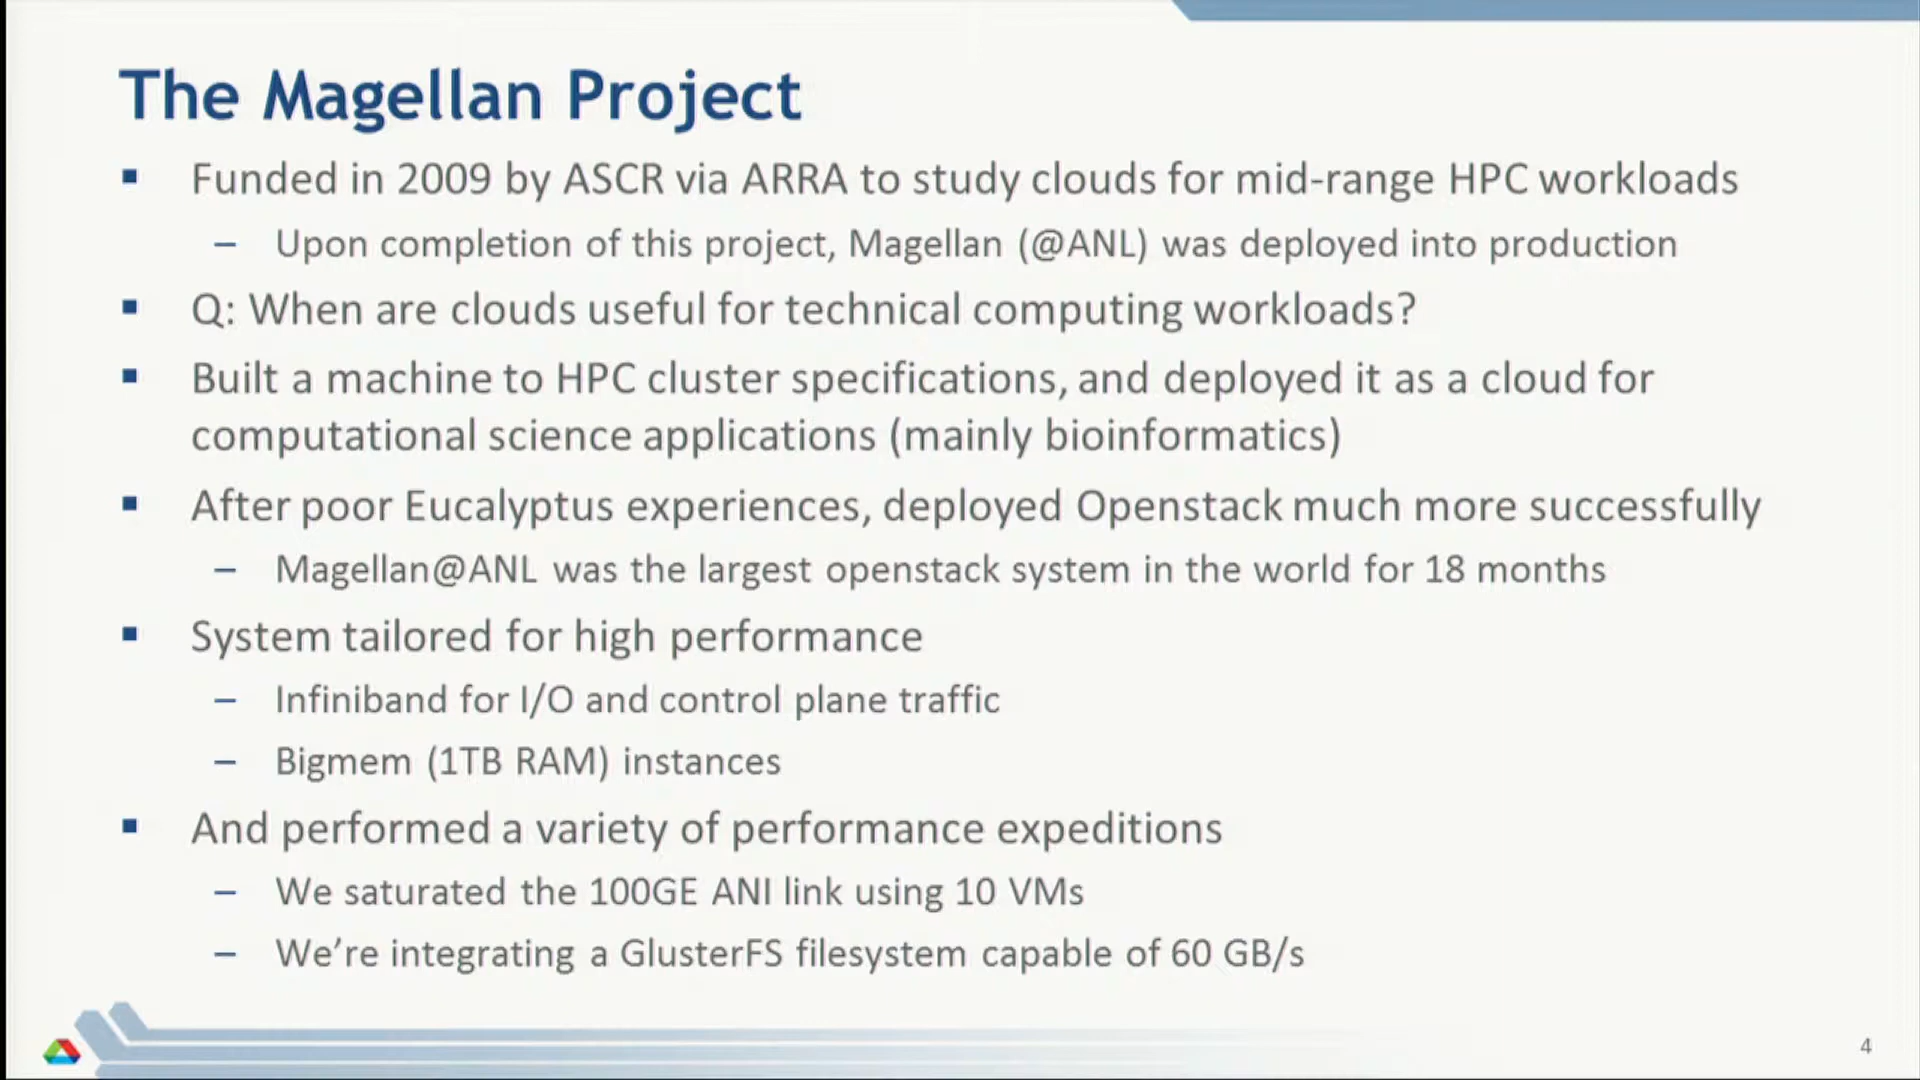 The Magellan Project
▪ Funded in 2009 by ASCR via ARRA to study clouds for mid-range HPC workloads
– Upon completion of this project, Magellan (@ANL) was deployed into production
▪ Q: When are clouds useful for technical computing workloads?
▪ Built a machine to HPC cluster specifications, and deployed it as a cloud for
computational science applications (mainly bioinformatics)
▪ After poor Eucalyptus experiences, deployed Openstack much more successfully
– Magellan@ANL was the largest openstack system in the world for 18 months
▪ System tailored for high performance
– Infiniband for I/O and control plane traffic
– Bigmem (1TB RAM) instances
▪ And performed a variety of performance expeditions
– We saturated the 100GE ANI link using 10 VMs
– We’re integrating a GlusterFS filesystem capable of 60 GB/s
4